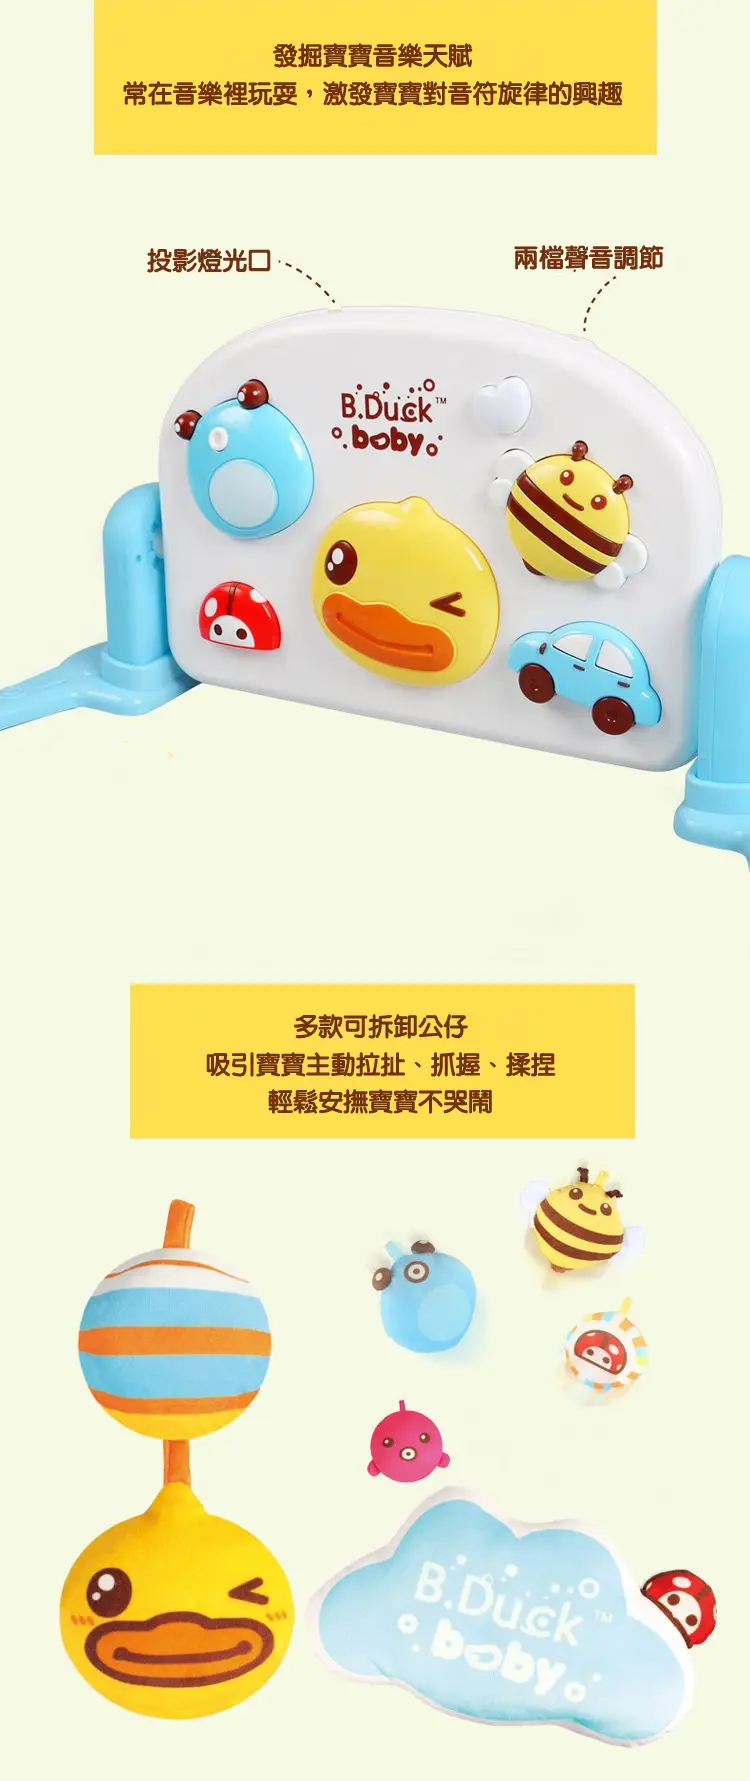 發掘寶寶音樂天賦
常在音樂裡玩耍，激發寶寶對音符旋律的興趣
投影燈光口
兩檔聲音調節
B.Duck™
baby
多款可拆卸公仔
吸引寶寶主動拉扯、抓握、揉捏
輕鬆安撫寶寶不哭鬧
B.Duck™
baby